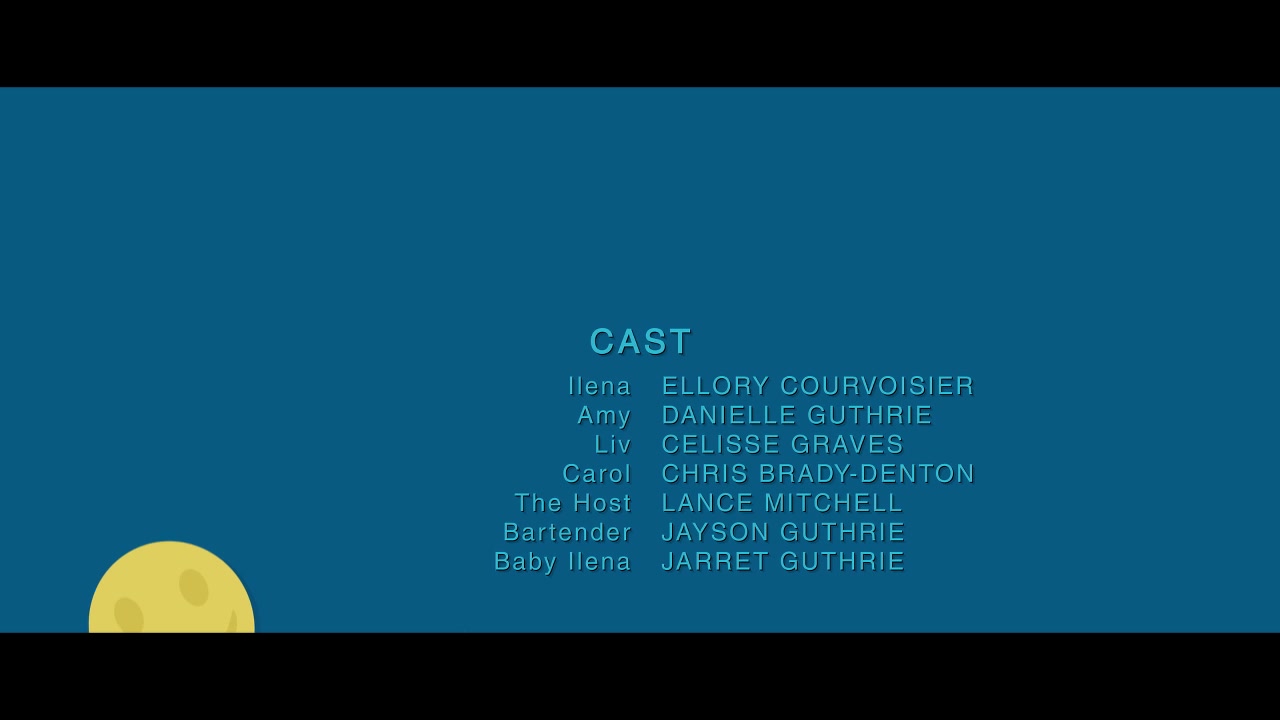 CAST
Ilena ELLORY COURVOISIER
Amy DANIELLE GUTHRIE
Liv CELISSE GRAVES
Carol CHRIS BRADY-DENTON
The Host LANCE MITCHELL
Bartender JAYSON GUTHRIE
Baby Ilena JARRET GUTHRIE